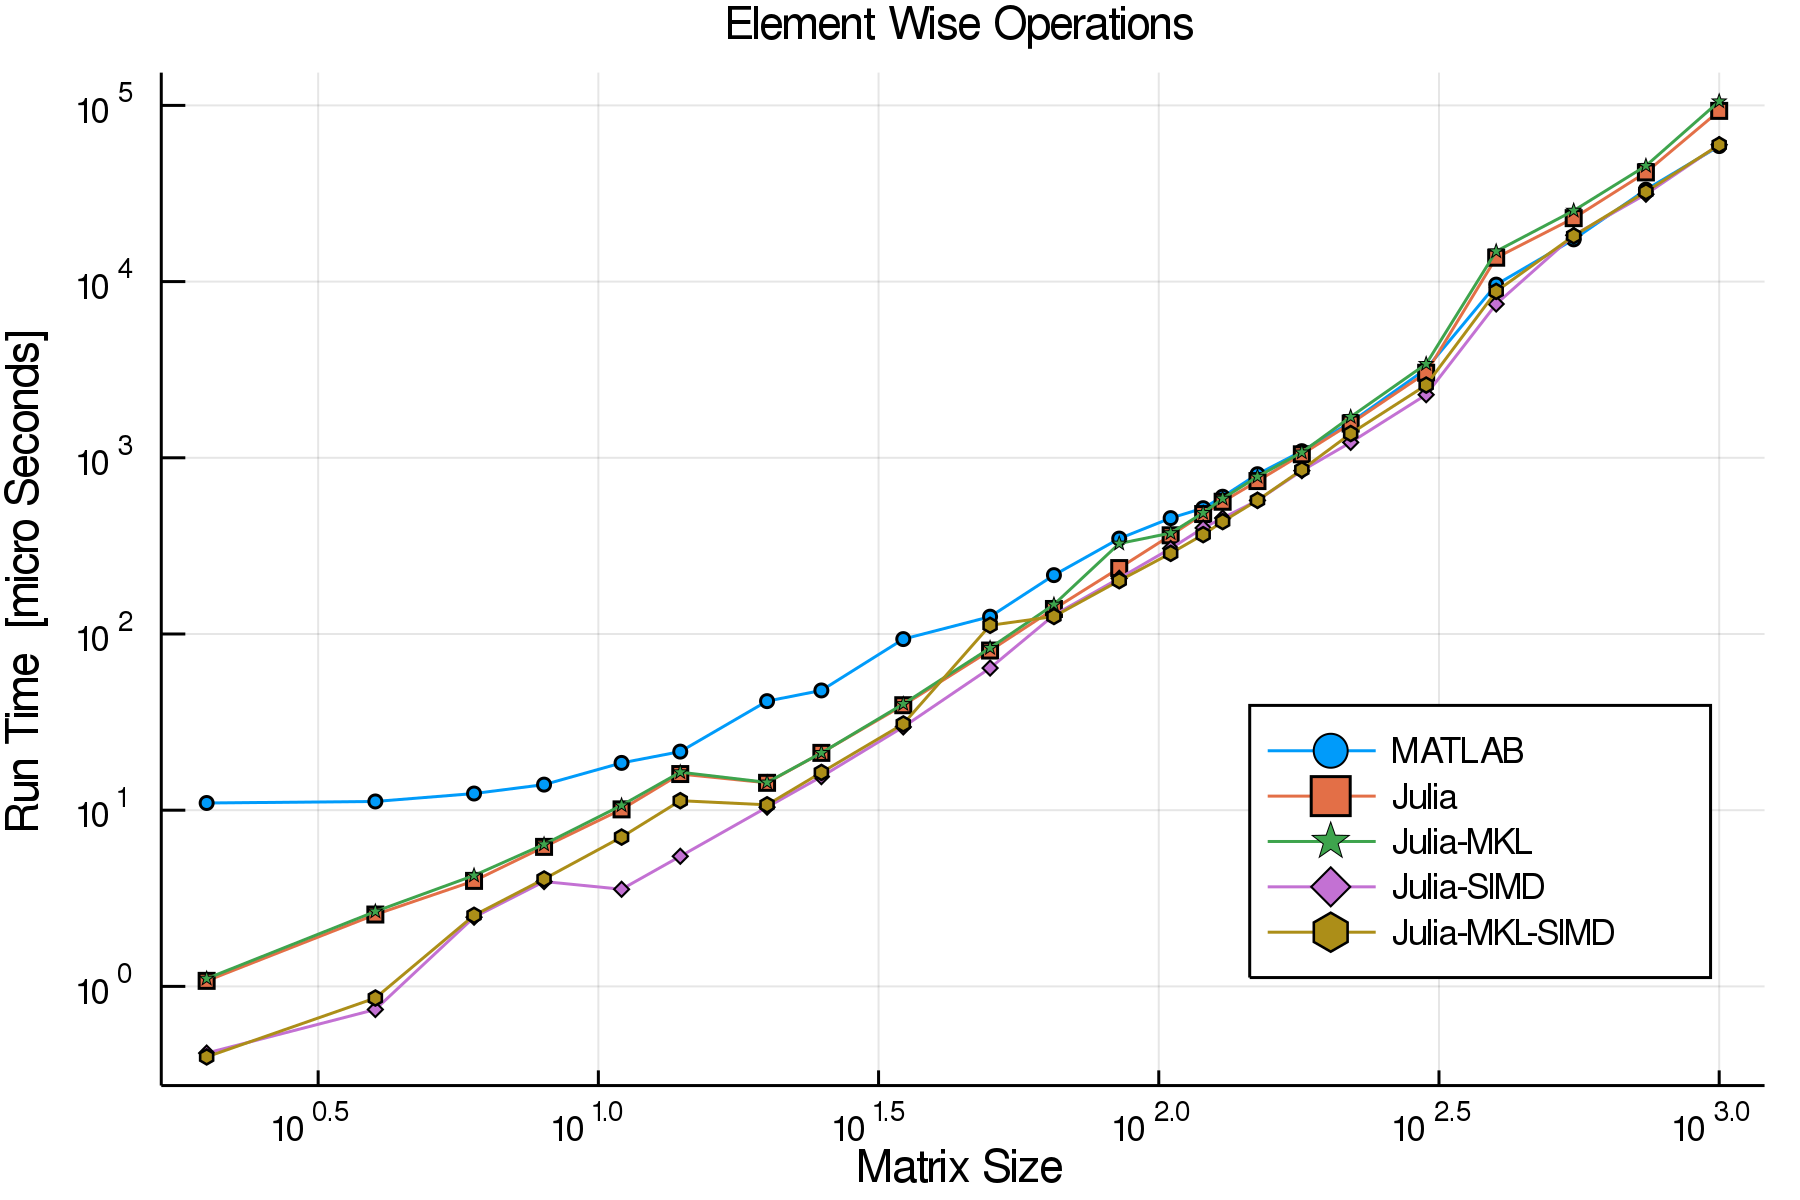 Element Wise Operations
Run Time [micro Seconds]
10^5
10^4
10^3
10^2
10^1
10^0
MATLAB
Julia
Julia-MKL
Julia-SIMD
Julia-MKL-SIMD
10^0.5 10^1.0 10^1.5 10^2.0 10^2.5 10^3.0
Matrix Size